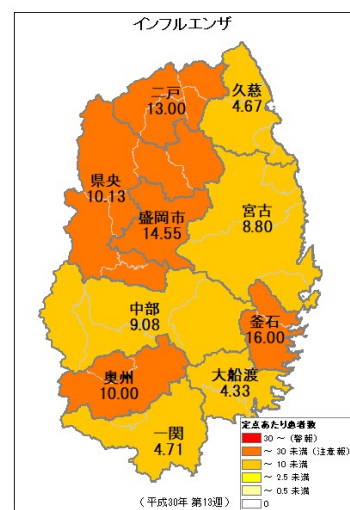 インフルエンザ
二戸
13.00
久慈
4.67
県央
10.13
盛岡市
14.55
宮古
8.80
中部
9.08
釜石
16.00
奥州
10.00
大船渡
4.33
一関
4.71
定点あたり患者数
30 ～ (警報)
～ 30 未満 (注意報)
～ 10 未満
～ 2.5 未満
～ 0.5 未満
0
(平成30年 第13週)